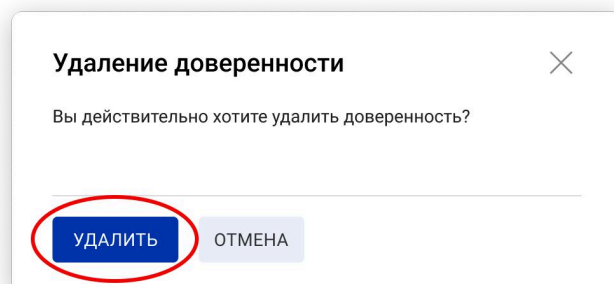 Удаление доверенности
Вы действительно хотите удалить доверенность?
УДАЛИТЬ ОТМЕНА